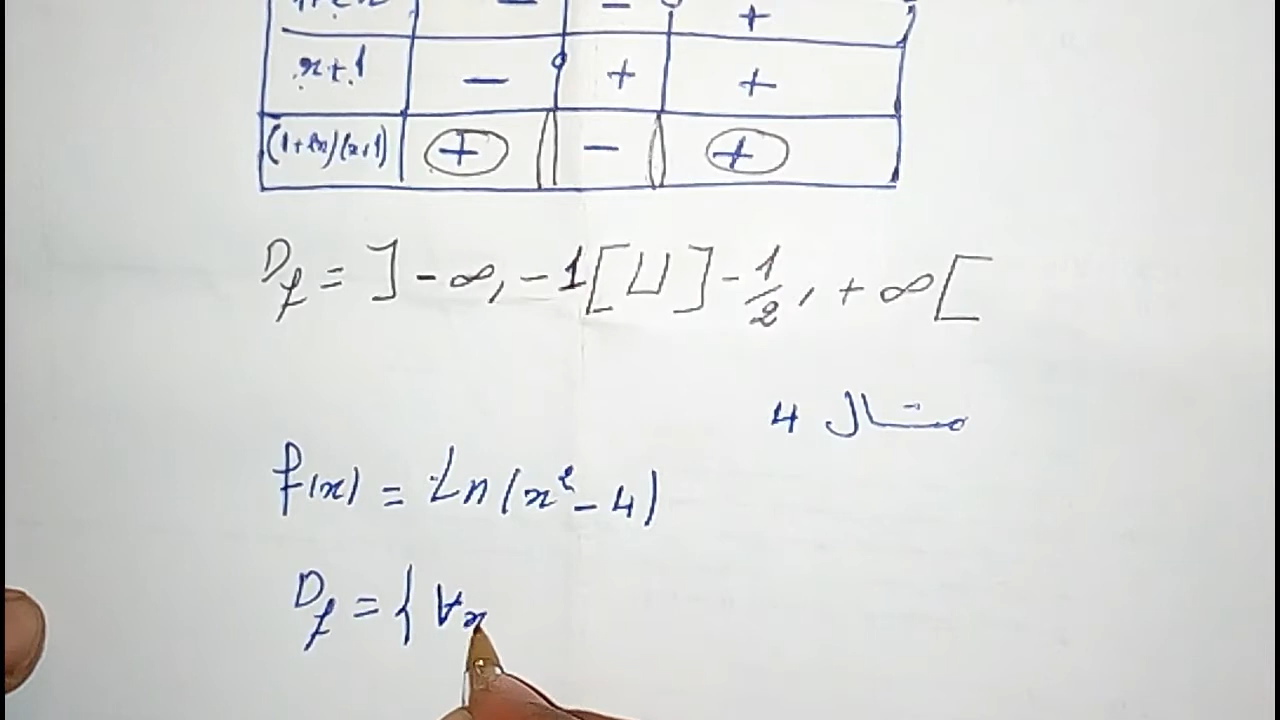 - - +
x+1 - + +
(1+2x)(x+1) + - +
Df = ]-∞, -1[ U ]-1/2, +∞[
مثال 4
f(x) = Ln(x²-4)
Df = { ∀x